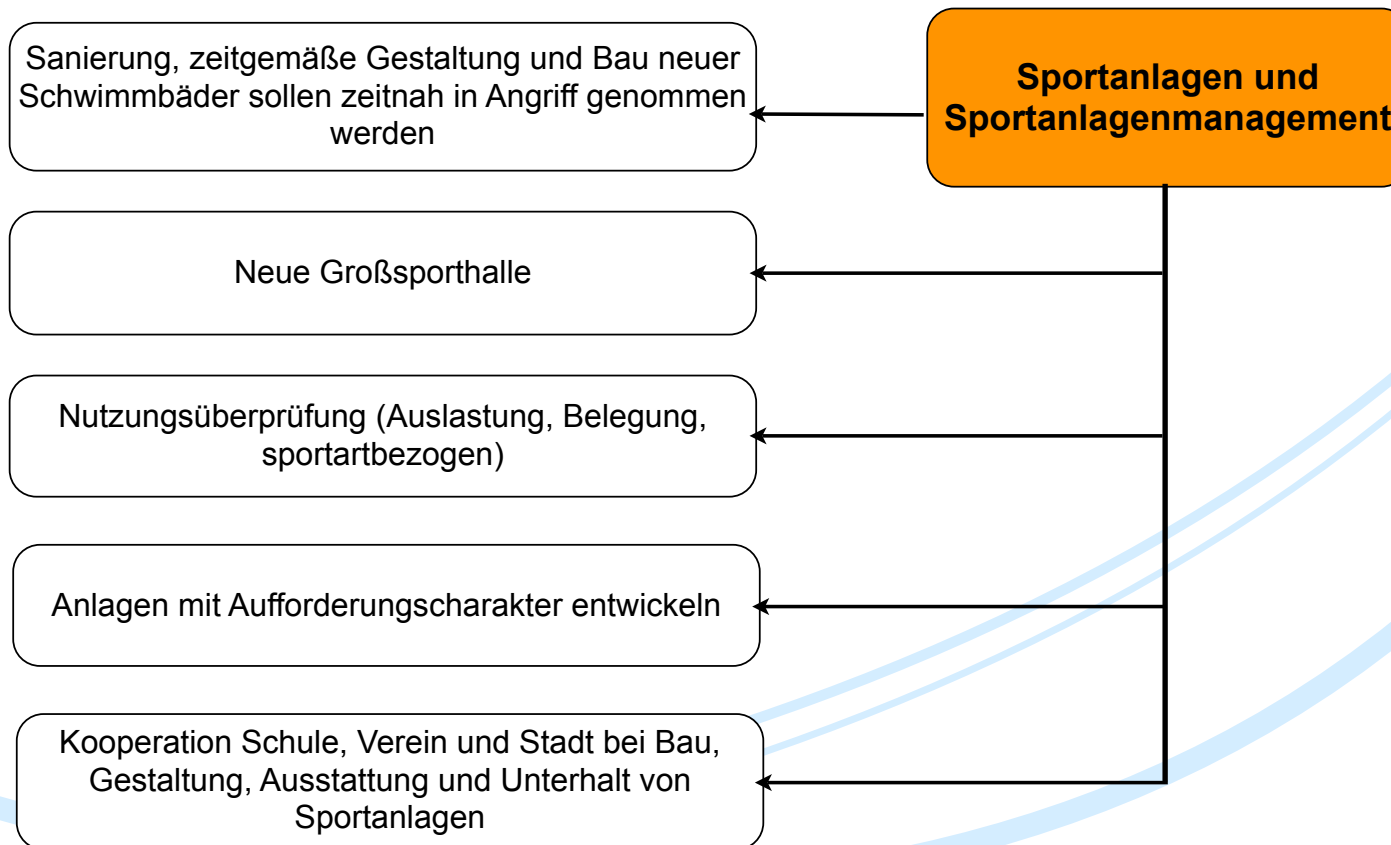 Sanierung, zeitgemäße Gestaltung und Bau neuer
Schwimmbäder sollen zeitnah in Angriff genommen
werden
Sportanlagen und
Sportanlagenmanagement
Neue Großsporthalle
Nutzungsüberprüfung (Auslastung, Belegung,
sportartbezogen)
Anlagen mit Aufforderungscharakter entwickeln
Kooperation Schule, Verein und Stadt bei Bau,
Gestaltung, Ausstattung und Unterhalt von
Sportanlagen